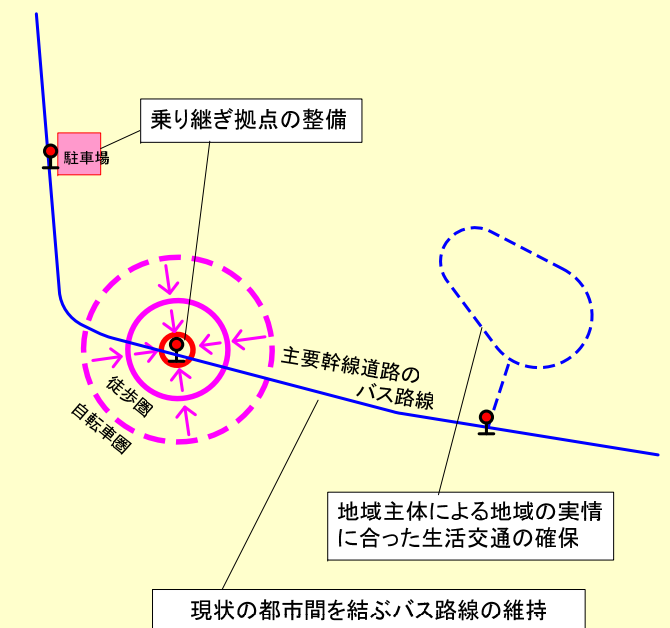 乗り継ぎ拠点の整備
駐車場
主要幹線道路の
バス路線
徒歩圏
自転車圏
地域主体による地域の実情
に合った生活交通の確保
現状の都市間を結ぶバス路線の維持